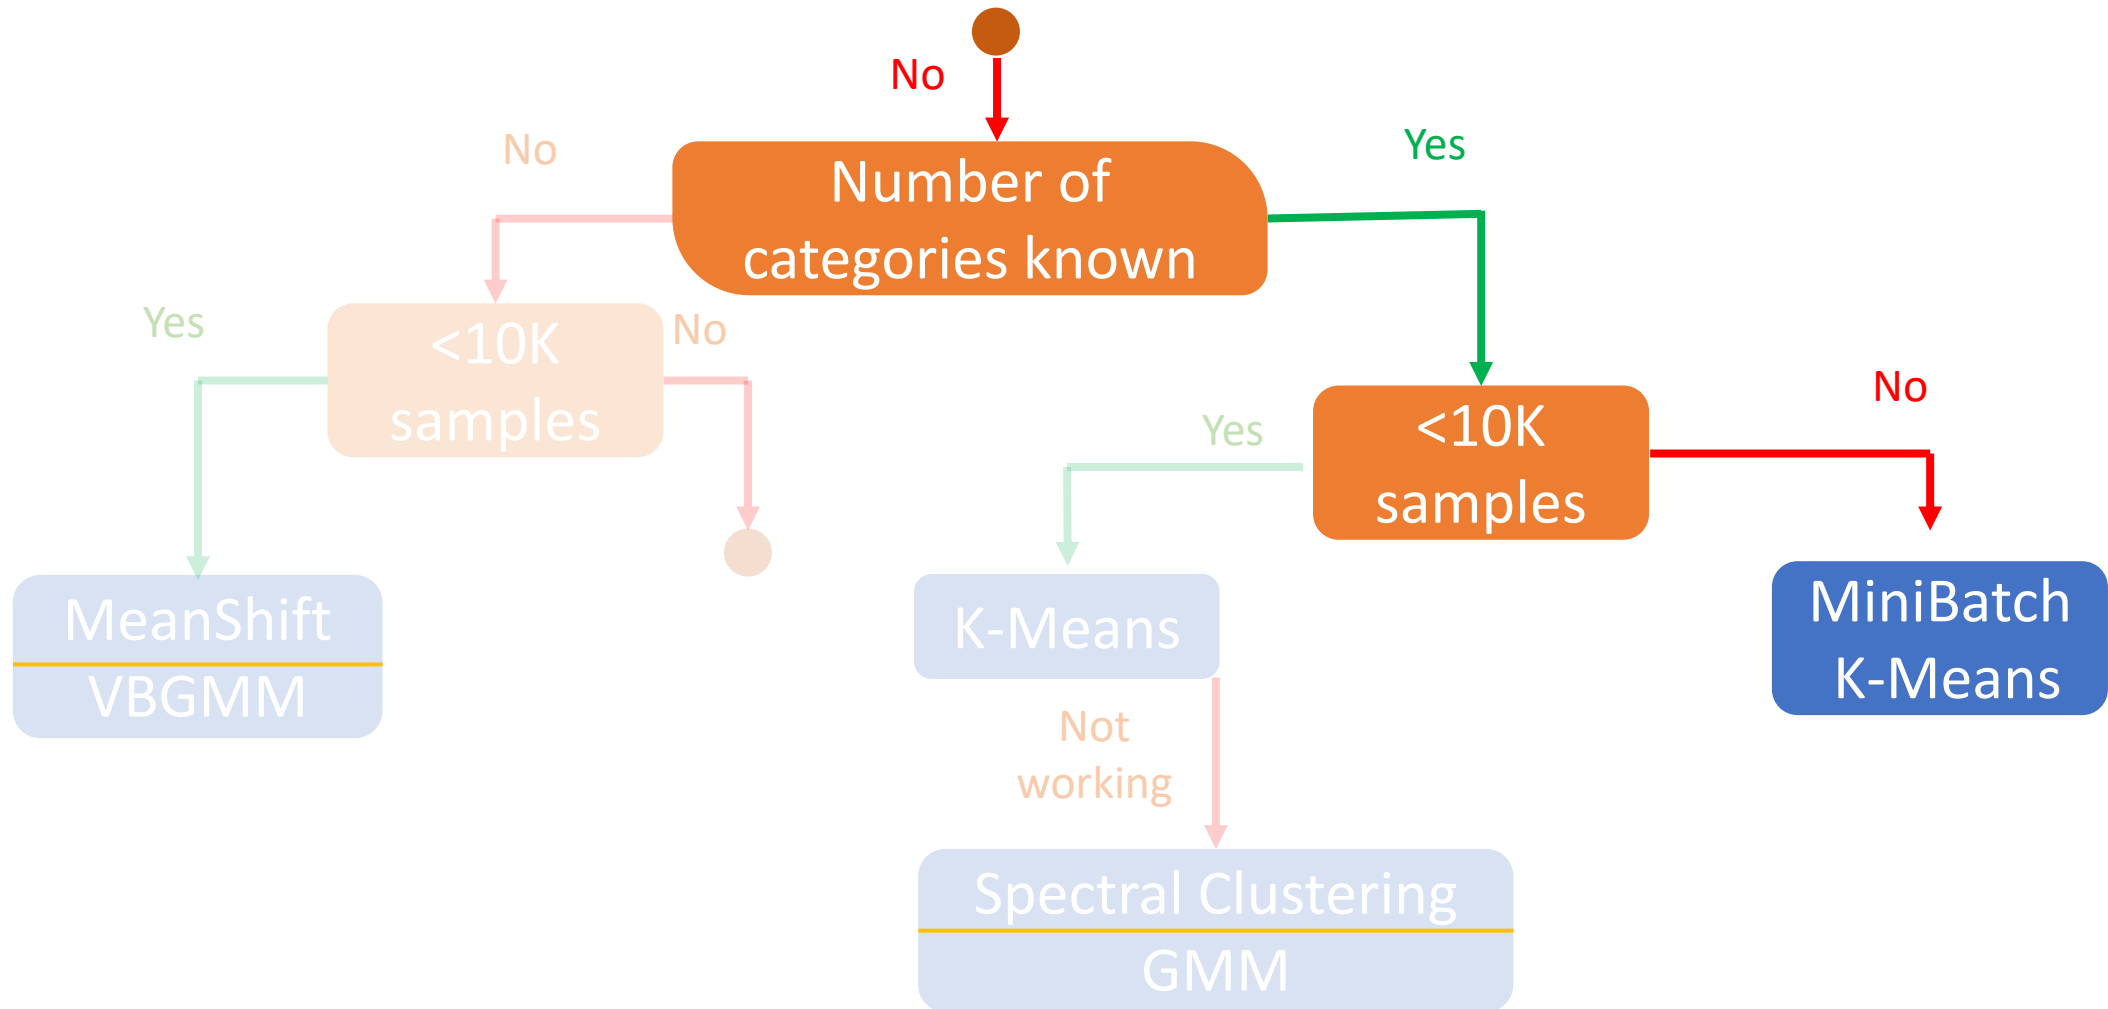 No
No
Yes
Number of
categories known
Yes
No
<10K
samples
No
Yes
<10K
samples
MeanShift
VBGMM
K-Means
MiniBatch
K-Means
Not
working
Spectral Clustering
GMM